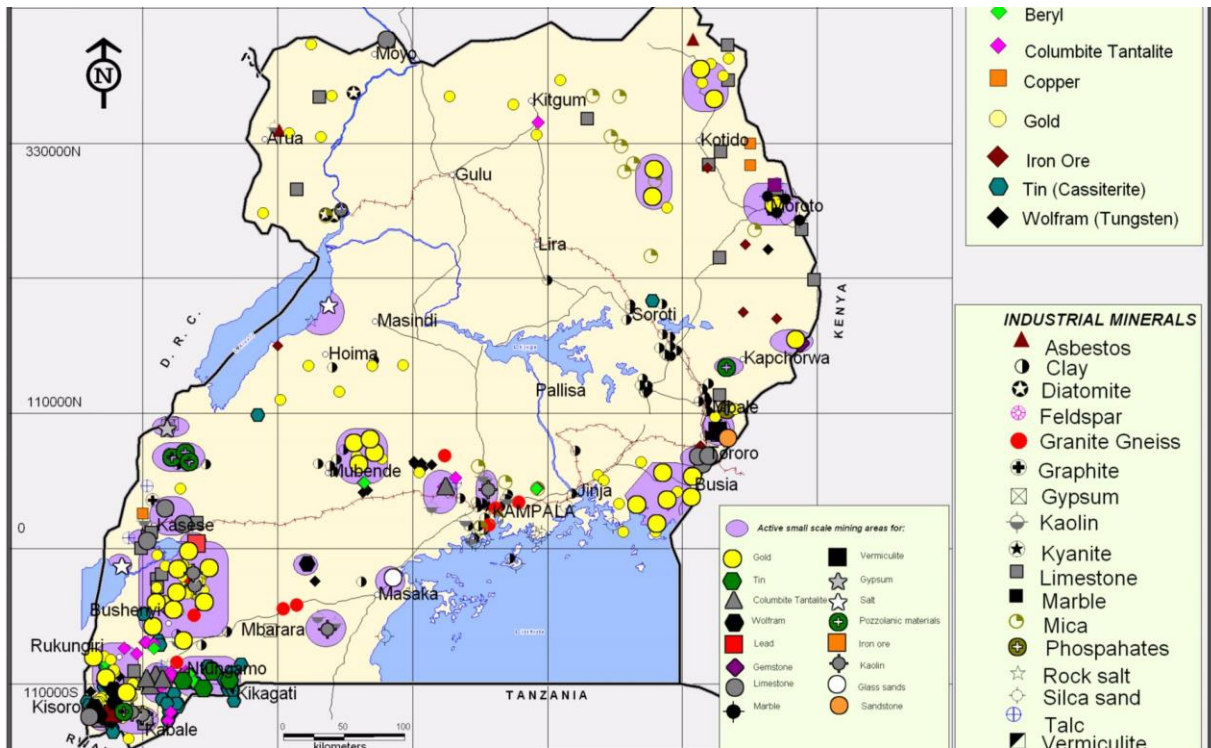 N
Moyo
Kitgum
Arua
Kotido
330000N
Gulu
Moroto
Lira
KENYA
Masindi
Soroti
D. R. C.
Hoima
Kapchorwa
Pallisa
110000N
Mbale
Tororo
Mubende
Busia
Jinja
KAMPALA
0
Kasese
Masaka
Bushenyi
Mbarara
Rukungiri
Ntungamo
Kikagati
110000S
TANZANIA
Kisoro
Kabale
0 50 100
kilometers
Beryl
Columbite Tantalite
Copper
Gold
Iron Ore
Tin (Cassiterite)
Wolfram (Tungsten)
INDUSTRIAL MINERALS
Asbestos
Clay
Diatomite
Feldspar
Granite Gneiss
Graphite
Gypsum
Kaolin
Kyanite
Limestone
Marble
Mica
Phospahates
Rock salt
Silca sand
Talc
Vermiculite
Active small scale mining areas for:
Gold
Tin
Columbite Tantalite
Wolfram
Lead
Gemstone
Limestone
Marble
Vermiculite
Gypsum
Salt
Pozzolanic materials
Iron ore
Kaolin
Glass sands
Sandstone